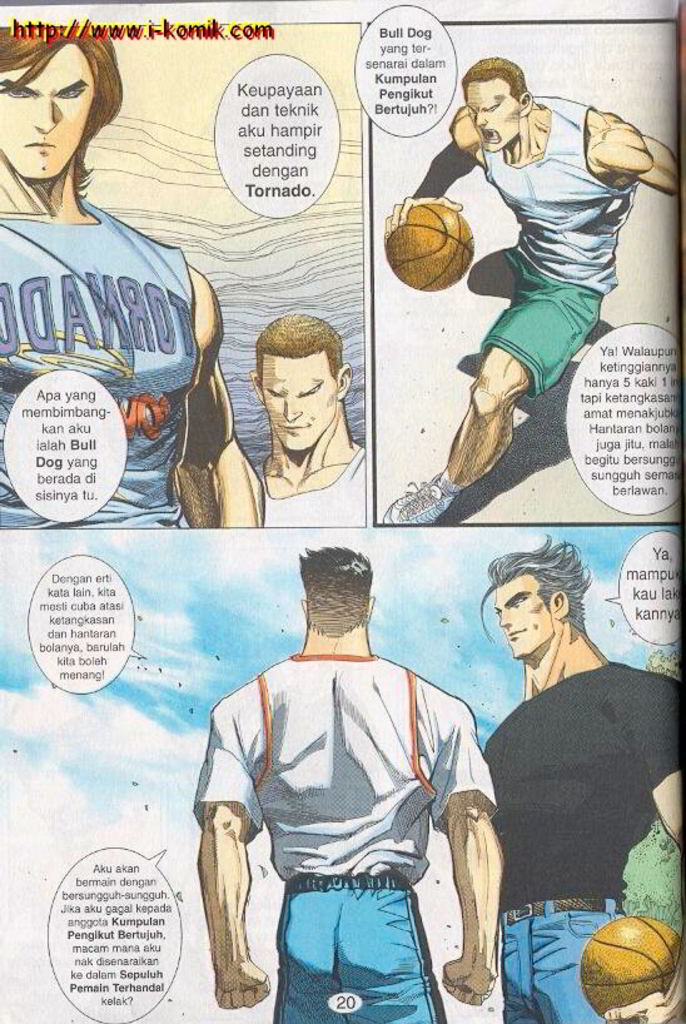 http://www.i-komik.com
Keupayaan
dan teknik
aku hampir
setanding
dengan
Tornado.
TORNADO
Apa yang
membimbang-
kan aku
ialah Bull
Dog yang
berada di
sisinya tu.
Bull Dog
yang ter-
senarai dalam
Kumpulan
Pengikut
Bertujuh?!
Ya! Walaupun
ketinggiannya
hanya 5 kaki 1
tapi ketangkasan
amat menakjub
Hantaran bolan
juga jitu, mala
begitu bersungg
sungguh sema
berlawan.
Dengan erti
kata lain, kita
mesti cuba atasi
ketangkasan
dan hantaran
bolanya, barulah
kita boleh
menang!
Ya,
mampuk
kau lak
kannya
Aku akan
bermain dengan
bersungguh-sungguh.
Jika aku gagal kepada
anggota Kumpulan
Pengikut Bertujuh,
macam mana aku
nak disenaraikan
ke dalam Sepuluh
Pemain Terhandal
kelak?
20